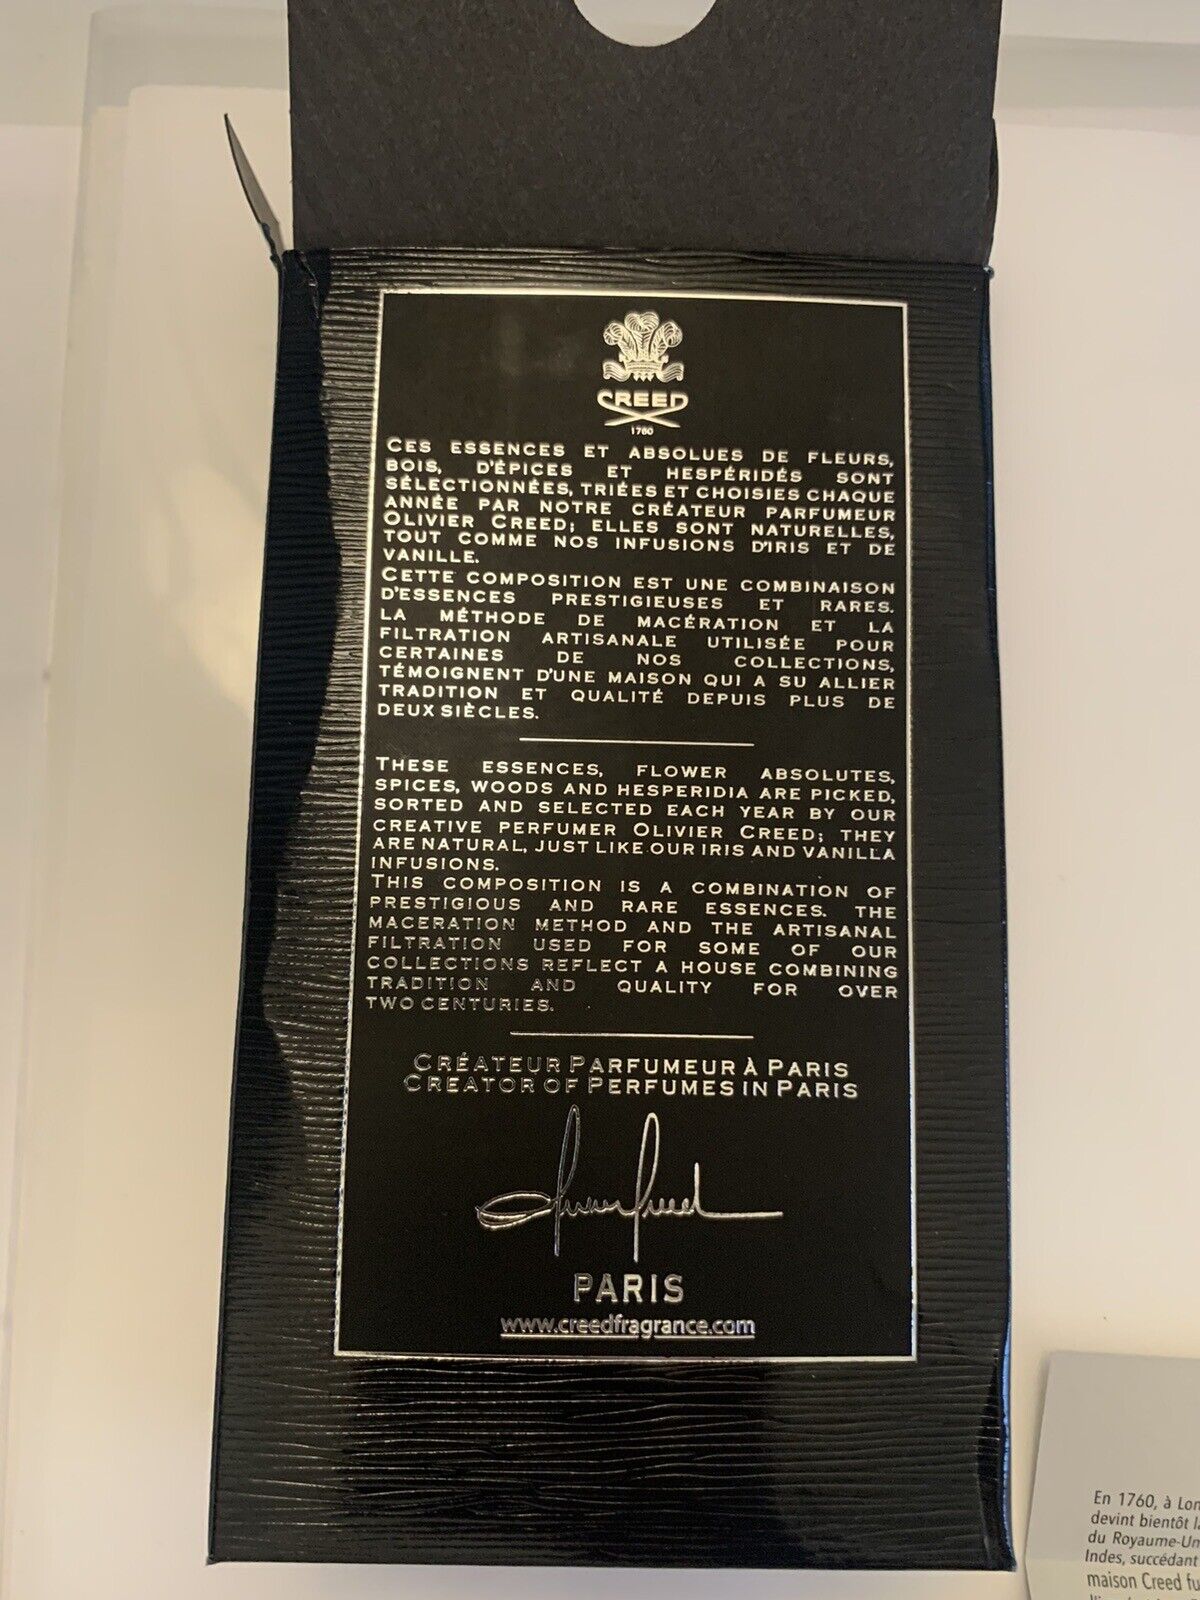 CREED
1760
CES ESSENCES ET ABSOLUES DE FLEURS,
BOIS, D'ÉPICES ET HESPÉRIDÉS SONT
SÉLECTIONNÉES, TRIÉES ET CHOISIES CHAQUE
ANNÉE PAR NOTRE CRÉATEUR PARFUMEUR
OLIVIER CREED; ELLES SONT NATURELLES,
TOUT COMME NOS INFUSIONS D'IRIS ET DE
VANILLE.
CETTE COMPOSITION EST UNE COMBINAISON
D'ESSENCES PRESTIGIEUSES ET RARES.
LA MÉTHODE DE MACÉRATION ET LA
FILTRATION ARTISANALE UTILISÉE POUR
CERTAINES DE NOS COLLECTIONS,
TÉMOIGNENT D'UNE MAISON QUI A SU ALLIER
TRADITION ET QUALITÉ DEPUIS PLUS DE
DEUX SIÈCLES.
THESE ESSENCES, FLOWER ABSOLUTES,
SPICES, WOODS AND HESPERIDIA ARE PICKED,
SORTED AND SELECTED EACH YEAR BY OUR
CREATIVE PERFUMER OLIVIER CREED; THEY
ARE NATURAL, JUST LIKE OUR IRIS AND VANILLA
INFUSIONS.
THIS COMPOSITION IS A COMBINATION OF
PRESTIGIOUS AND RARE ESSENCES. THE
MACERATION METHOD AND THE ARTISANAL
FILTRATION USED FOR SOME OF OUR
COLLECTIONS REFLECT A HOUSE COMBINING
TRADITION AND QUALITY FOR OVER
TWO CENTURIES.
CRÉATEUR PARFUMEUR À PARIS
CREATOR OF PERFUMES IN PARIS
PARIS
www.creedfragrance.com
En 1760, à Lon
devint bientôt la
du Royaume-Un
Indes, succédant
maison Creed fu